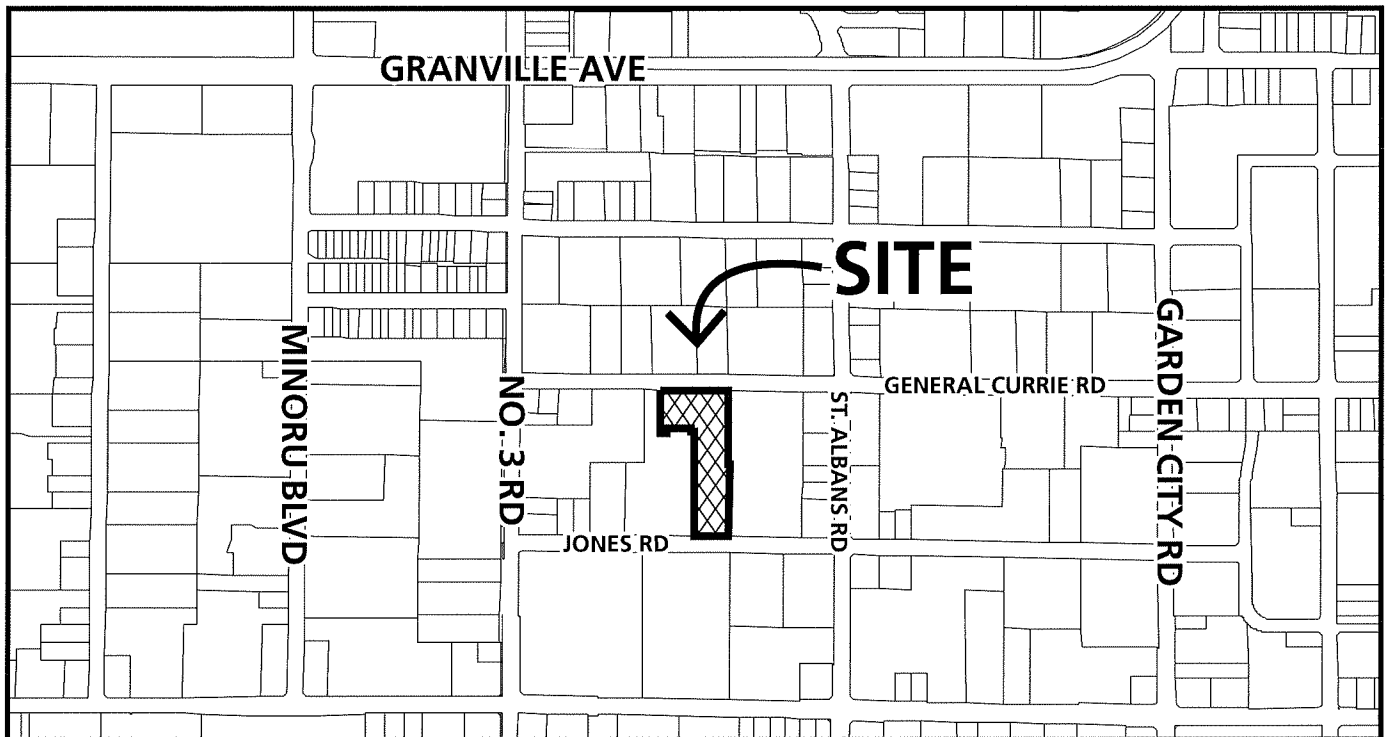 GRANVILLE AVE
SITE
MINORU BLVD
NO. 3 RD
GENERAL CURRIE RD
ST. ALBANS RD
GARDEN CITY RD
JONES RD